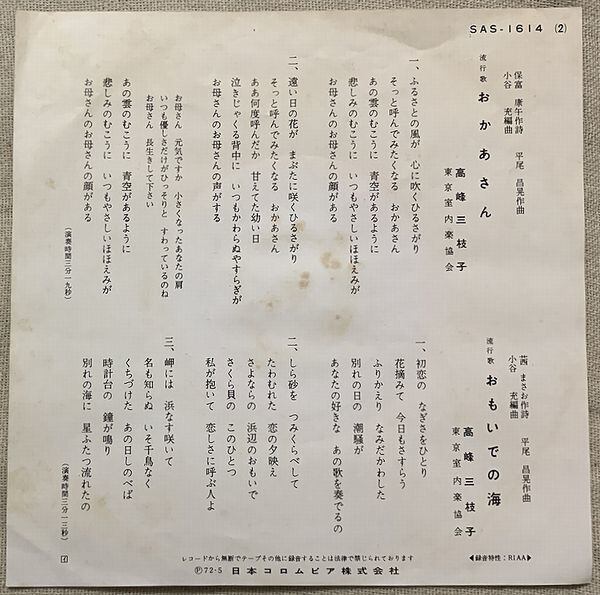 SAS-1614 (2)
保富 康午作詩
平尾 昌晃作曲
小谷 充編曲
流行歌 おかあさん
高峰三枝子
東京室内楽協会
一、ふるさとの風が 心に吹くひるさがり
そっと呼んでみたくなる おかあさん
あの雲のむこうに 青空があるように
悲しみのむこうに いつもやさしいほほえみが
お母さんのお母さんの顔がある
二、遠い日の花が まぶたに咲くひるさがり
そっと呼んでみたくなる おかあさん
ああ何度呼んだか 甘えてた幼い日
泣きじゃくる背中に いつもかわらぬやすらぎが
お母さんのお母さんの声がする
お母さん 元気ですか 小さくなったあなたの肩
いつも優しさだけがひっそりと すわっているのね
お母さん 長生きして下さい
あの雲のむこうに 青空があるように
悲しみのむこうに いつもやさしいほほえみが
お母さんのお母さんの顔がある
(演奏時間三分一九秒)
茜 まさお作詩
平尾 昌晃作曲
小谷 充編曲
流行歌 おもいでの海
高峰三枝子
東京室内楽協会
一、初恋の なぎさをひとり
花摘みて 今日もさすらう
ふりかえり なみだかわした
別れの日の 潮騒が
あなたの好きな あの歌を奏でるの
二、しら砂を つみくらべして
たわむれた 恋の夕映え
さよならの 浜辺のおもいで
さくら貝の このひとつ
私が抱いて 恋しさに呼ぶ人よ
三、岬には 浜なす咲いて
名も知らぬ いそ千鳥なく
くちづけた あの日しのべば
時計台の 鐘が鳴り
別れの海に 星ふたつ流れたの
(演奏時間三分一三秒)
イ
レコードから無断でテープその他に録音することは法律で禁じられております
Ⓟ72・5 日本コロムビア株式会社
◀録音特性:RIAA▶